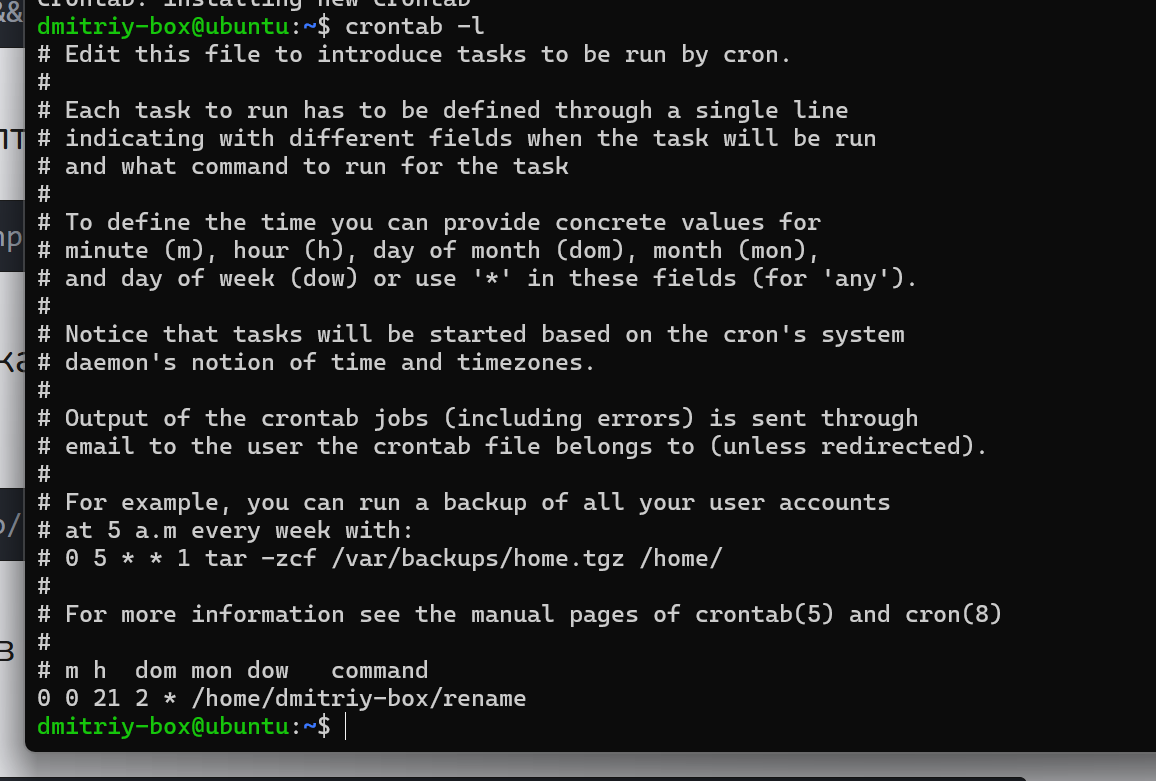 crontab: installing new crontab
dmitriy-box@ubuntu:~$ crontab -l
# Edit this file to introduce tasks to be run by cron.
#
# Each task to run has to be defined through a single line
# indicating with different fields when the task will be run
# and what command to run for the task
#
# To define the time you can provide concrete values for
# minute (m), hour (h), day of month (dom), month (mon),
# and day of week (dow) or use '*' in these fields (for 'any').
#
# Notice that tasks will be started based on the cron's system
# daemon's notion of time and timezones.
#
# Output of the crontab jobs (including errors) is sent through
# email to the user the crontab file belongs to (unless redirected).
#
# For example, you can run a backup of all your user accounts
# at 5 a.m every week with:
# 0 5 * * 1 tar -zcf /var/backups/home.tgz /home/
#
# For more information see the manual pages of crontab(5) and cron(8)
#
# m h  dom mon dow   command
0 0 21 2 * /home/dmitriy-box/rename
dmitriy-box@ubuntu:~$